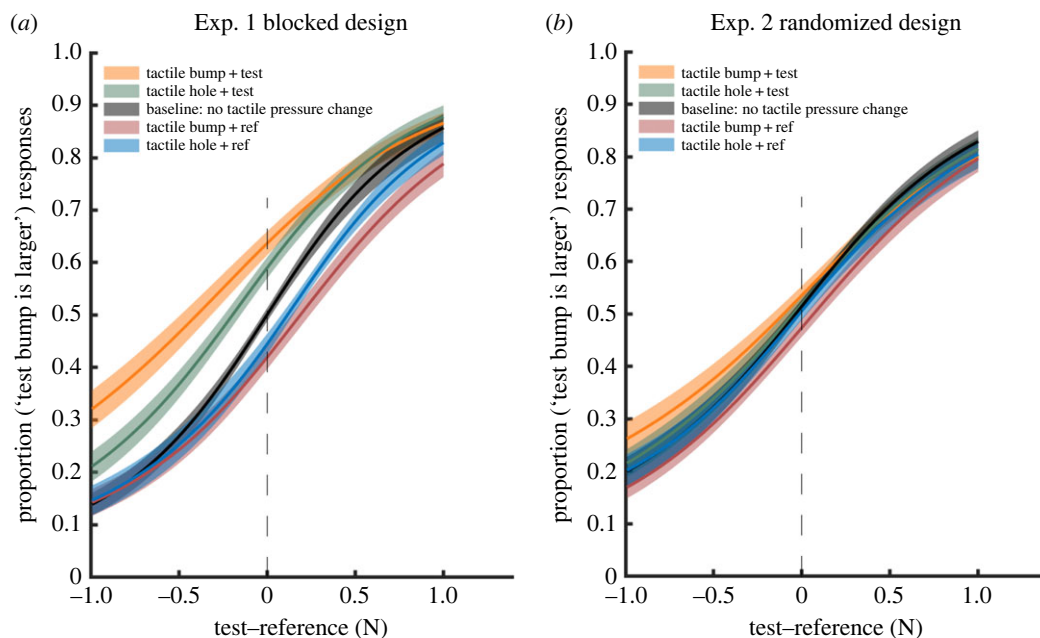 (a) Exp. 1 blocked design
1.0
0.9
0.8
0.7
0.6
0.5
0.4
0.3
0.2
0.1
0
proportion (‘test bump is larger’) responses
tactile bump + test
tactile hole + test
baseline: no tactile pressure change
tactile bump + ref
tactile hole + ref
–1.0 –0.5 0 0.5 1.0
test–reference (N)
(b) Exp. 2 randomized design
1.0
0.9
0.8
0.7
0.6
0.5
0.4
0.3
0.2
0.1
0
proportion (‘test bump is larger’) responses
tactile bump + test
tactile hole + test
baseline: no tactile pressure change
tactile bump + ref
tactile hole + ref
–1.0 –0.5 0 0.5 1.0
test–reference (N)